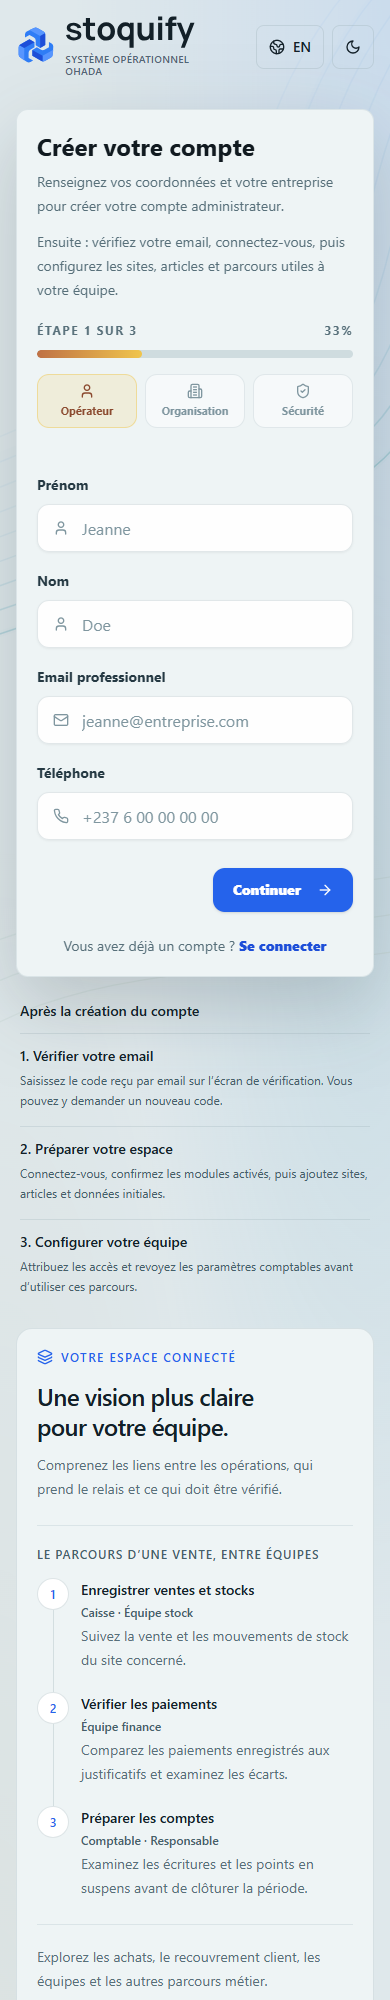 stoquify
SYSTÈME OPÉRATIONNEL
OHADA
EN
Créer votre compte
Renseignez vos coordonnées et votre entreprise
pour créer votre compte administrateur.
Ensuite : vérifiez votre email, connectez-vous, puis
configurez les sites, articles et parcours utiles à
votre équipe.
ÉTAPE 1 SUR 3 33%
Opérateur Organisation Sécurité
Prénom
Jeanne
Nom
Doe
Email professionnel
jeanne@entreprise.com
Téléphone
+237 6 00 00 00 00
Continuer
Vous avez déjà un compte ? Se connecter
Après la création du compte
1. Vérifier votre email
Saisissez le code reçu par email sur l’écran de vérification. Vous
pouvez y demander un nouveau code.
2. Préparer votre espace
Connectez-vous, confirmez les modules activés, puis ajoutez sites,
articles et données initiales.
3. Configurer votre équipe
Attribuez les accès et revoyez les paramètres comptables avant
d’utiliser ces parcours.
VOTRE ESPACE CONNECTÉ
Une vision plus claire
pour votre équipe.
Comprenez les liens entre les opérations, qui
prend le relais et ce qui doit être vérifié.
LE PARCOURS D’UNE VENTE, ENTRE ÉQUIPES
1 Enregistrer ventes et stocks
Caisse · Équipe stock
Suivez la vente et les mouvements de stock
du site concerné.
2 Vérifier les paiements
Équipe finance
Comparez les paiements enregistrés aux
justificatifs et examinez les écarts.
3 Préparer les comptes
Comptable · Responsable
Examinez les écritures et les points en
suspens avant de clôturer la période.
Explorez les achats, le recouvrement client, les
équipes et les autres parcours métier.